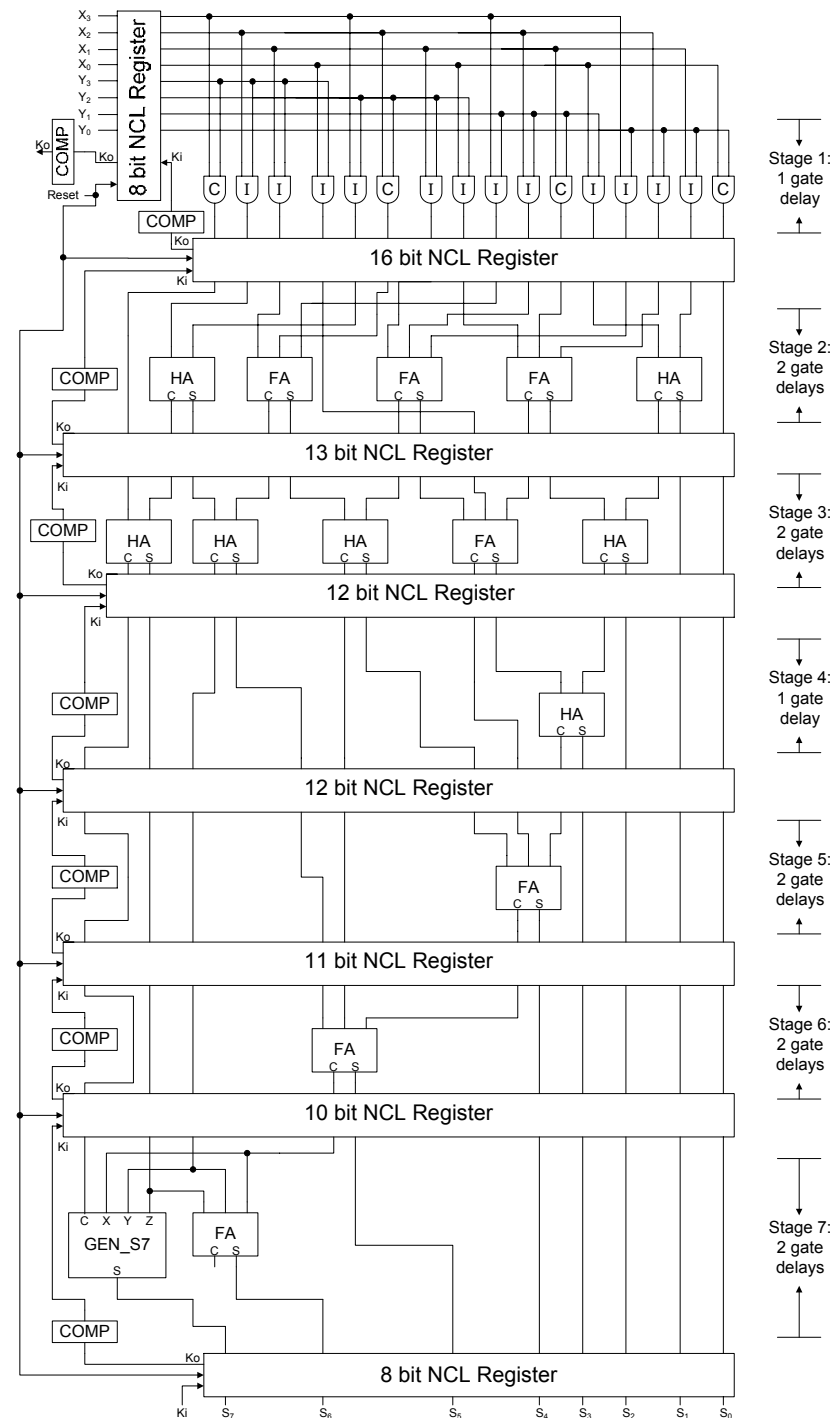 X3
X2
X1
X0
Y3
Y2
Y1
Y0
8 bit NCL Register
Ko
COMP
Ko
Ki
Reset
COMP
Ko
C I I I I C I I I I C I I I I C
Stage 1:
1 gate
delay
16 bit NCL Register
Ki
COMP
HA
C S
FA
C S
FA
C S
FA
C S
HA
C S
Stage 2:
2 gate
delays
Ko
13 bit NCL Register
Ki
COMP
HA
C S
HA
C S
HA
C S
FA
C S
HA
C S
Stage 3:
2 gate
delays
Ko
12 bit NCL Register
Ki
COMP
HA
C S
Stage 4:
1 gate
delay
Ko
12 bit NCL Register
Ki
COMP
FA
C S
Stage 5:
2 gate
delays
Ko
11 bit NCL Register
Ki
COMP
FA
C S
Stage 6:
2 gate
delays
Ko
10 bit NCL Register
Ki
C X Y Z
GEN_S7
S
FA
C S
Stage 7:
2 gate
delays
COMP
Ko
8 bit NCL Register
Ki S7 S6 S5 S4 S3 S2 S1 S0